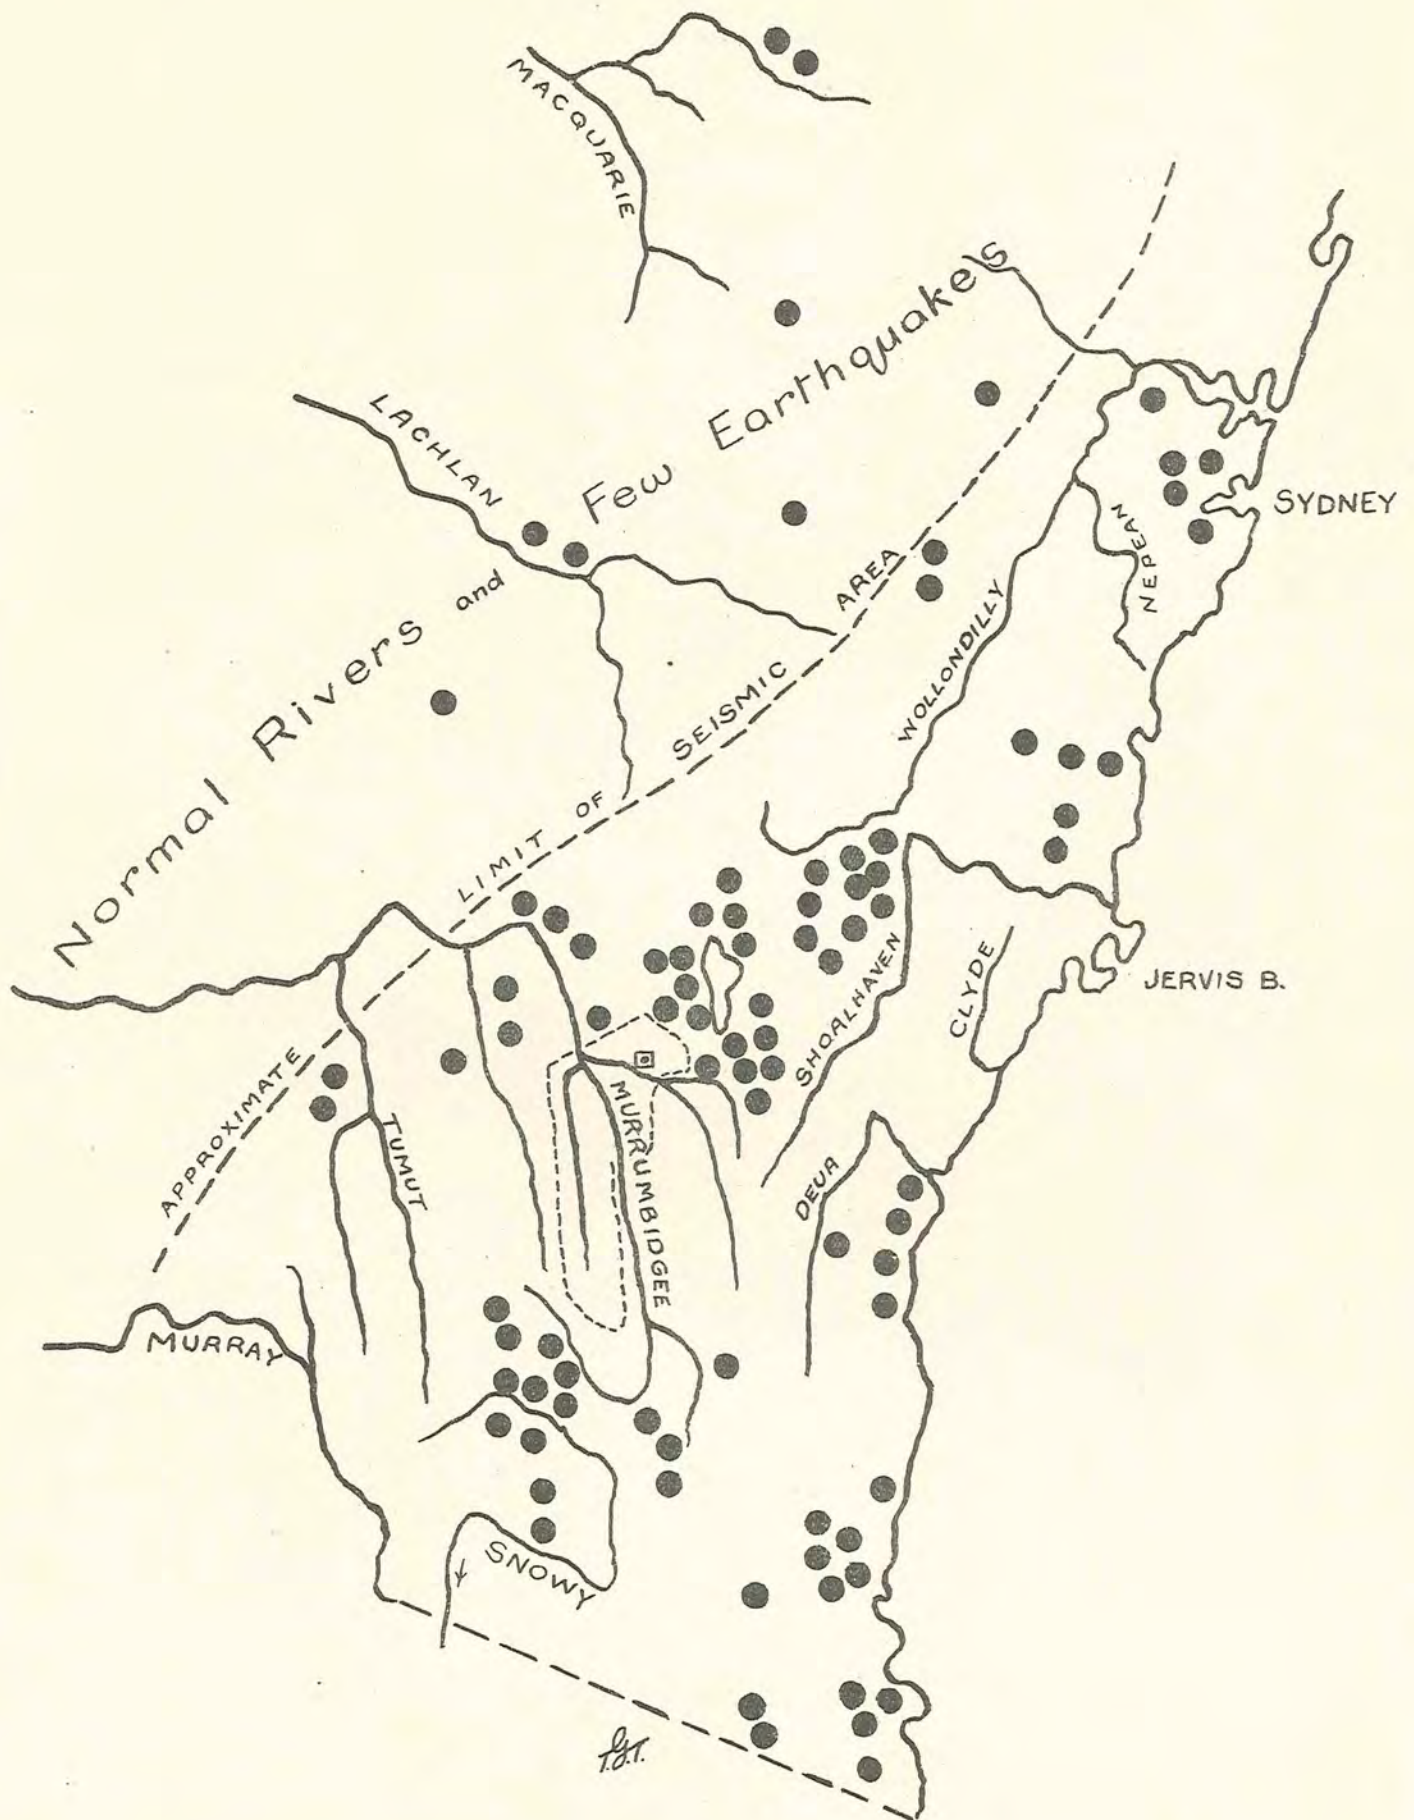 MACQUARIE
Normal Rivers and Few Earthquakes
LACHLAN
SYDNEY
NEPEAN
WOLLONDILLY
APPROXIMATE LIMIT OF SEISMIC AREA
SHOALHAVEN
CLYDE
JERVIS B.
TUMUT
MURRUMBIDGEE
DEUA
MURRAY
SNOWY
T.G.T.